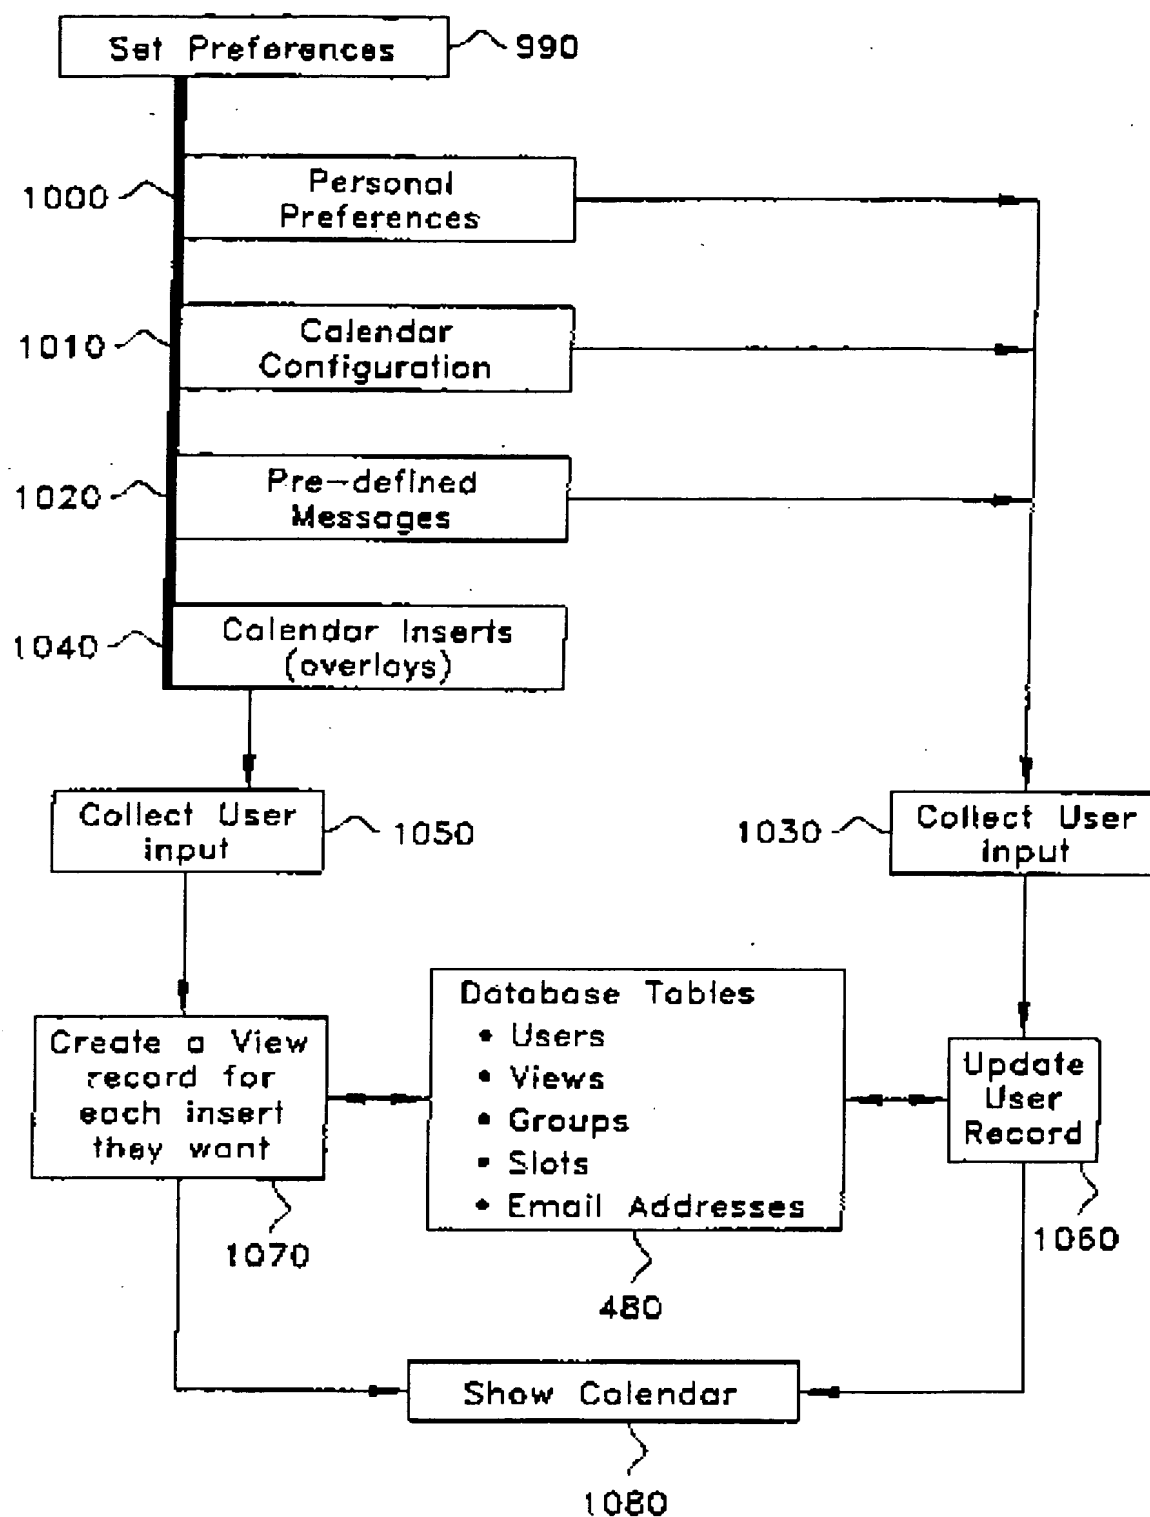 Set Preferences
990
1000
Personal
Preferences
1010
Calendar
Configuration
1020
Pre-defined
Messages
1040
Calendar Inserts
(overlays)
Collect User
input
1050
1030
Collect User
Input
Create a View
record for
each insert
they want
1070
Database Tables
• Users
• Views
• Groups
• Slots
• Email Addresses
480
Update
User
Record
1060
Show Calendar
1080